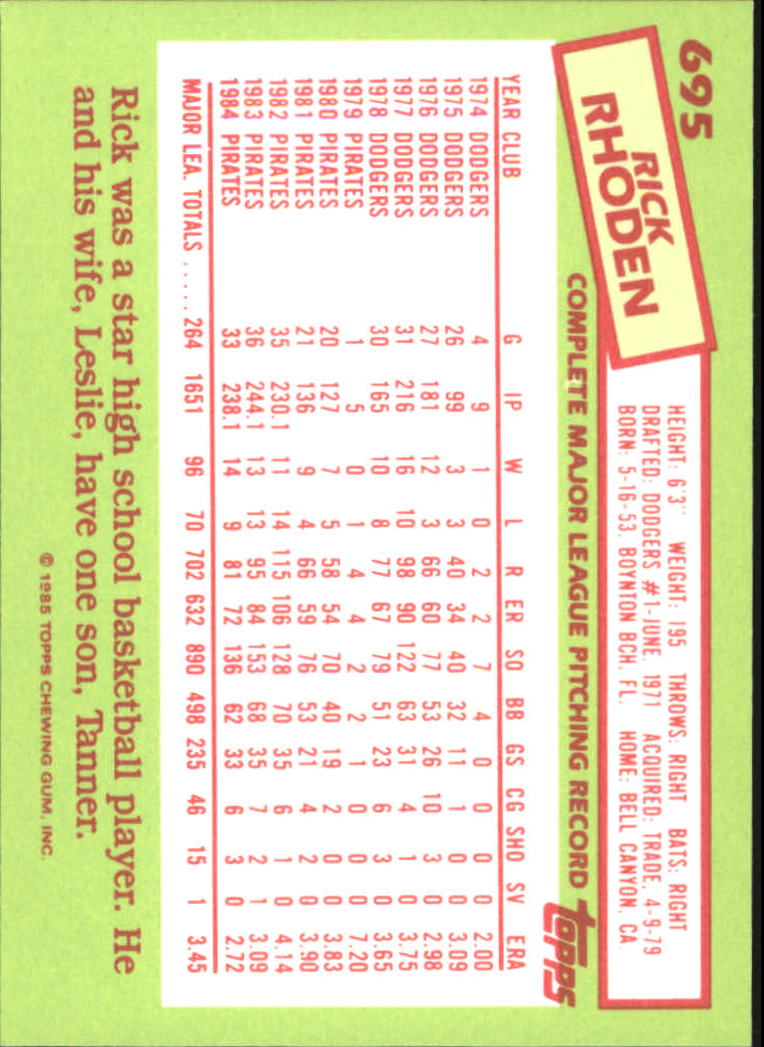 695
RICK
RHODEN
HEIGHT: 6'3" WEIGHT: 195 THROWS: RIGHT BATS: RIGHT
DRAFTED: DODGERS #1-JUNE, 1971 ACQUIRED: TRADE, 4-9-79
BORN: 5-16-53, BOYNTON BCH, FL. HOME: BELL CANYON, CA
COMPLETE MAJOR LEAGUE PITCHING RECORD topps
YEAR CLUB G IP W L R ER SO BB GS CG SHO SV ERA
1974 DODGERS 4 9 1 0 2 2 7 4 0 0 0 0 2.00
1975 DODGERS 26 99 3 3 40 34 40 32 11 1 0 0 3.09
1976 DODGERS 27 181 12 3 66 60 77 53 26 10 3 0 2.98
1977 DODGERS 31 216 16 10 98 90 122 63 31 4 1 0 3.75
1978 DODGERS 30 165 10 8 77 67 79 51 23 6 3 0 3.65
1979 PIRATES 1 5 0 1 4 4 2 2 1 0 0 0 7.20
1980 PIRATES 20 127 7 5 58 54 70 40 19 2 0 0 3.83
1981 PIRATES 21 136 9 4 66 59 76 53 21 4 2 0 3.90
1982 PIRATES 35 230.1 11 14 115 106 128 70 35 6 1 0 4.14
1983 PIRATES 36 244.1 13 13 95 84 153 68 35 7 2 1 3.09
1984 PIRATES 33 238.1 14 9 81 72 136 62 33 6 3 0 2.72
MAJOR LEA. TOTALS ...... 264 1651 96 70 702 632 890 498 235 46 15 1 3.45
Rick was a star high school basketball player. He
and his wife, Leslie, have one son, Tanner.
© 1985 TOPPS CHEWING GUM, INC.